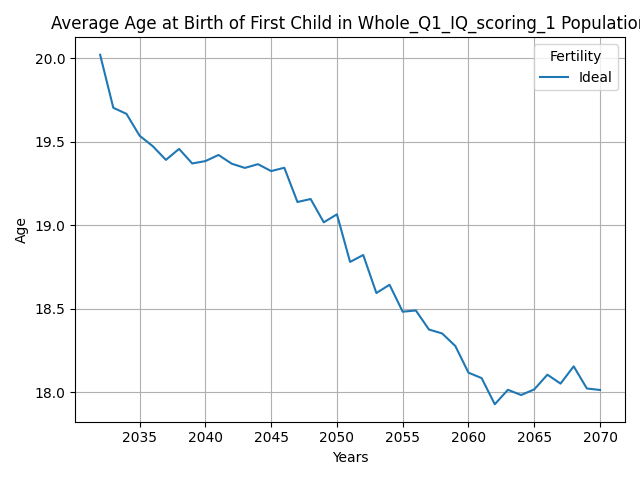 Average Age at Birth of First Child in Whole_Q1_IQ_scoring_1 Population
Fertility
Ideal
20.0
19.5
19.0
18.5
18.0
Age
2035 2040 2045 2050 2055 2060 2065 2070
Years